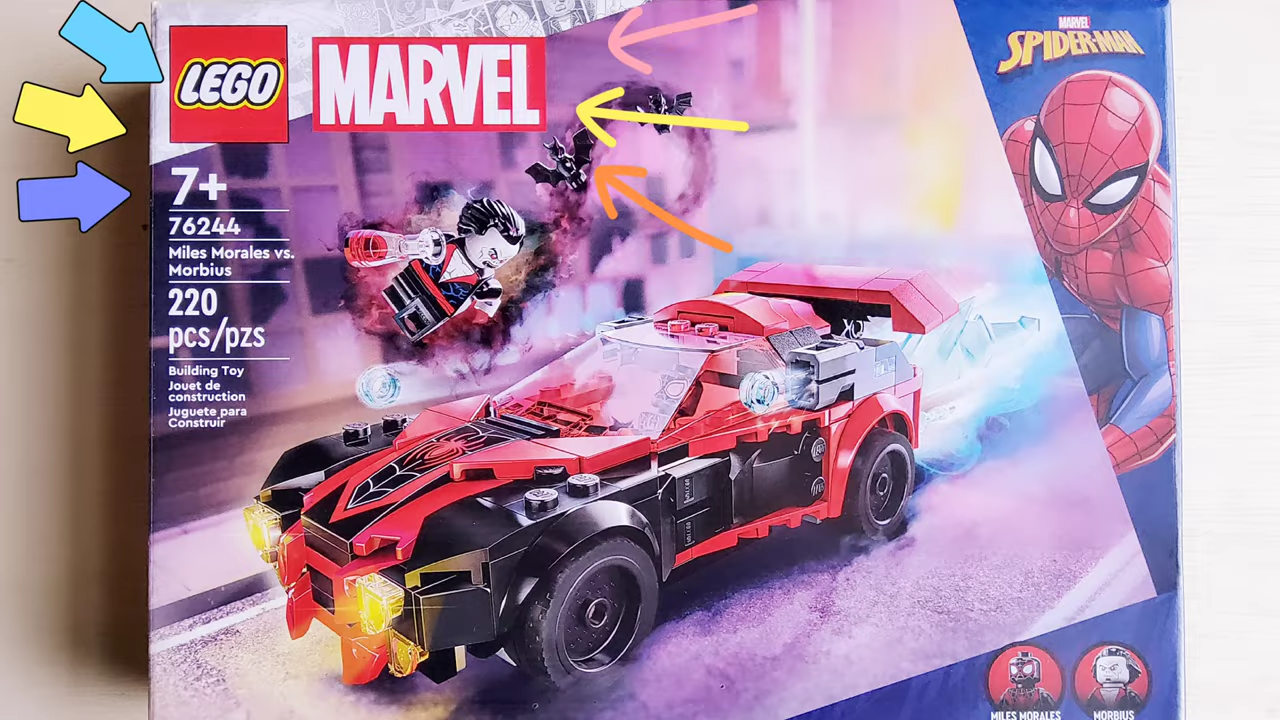 LEGO
MARVEL
7+
76244
Miles Morales vs.
Morbius
220
pcs/pzs
Building Toy
Jouet de
construction
Juguete para
Construir
MARVEL
SPIDER-MAN
MILES MORALES
MORBIUS